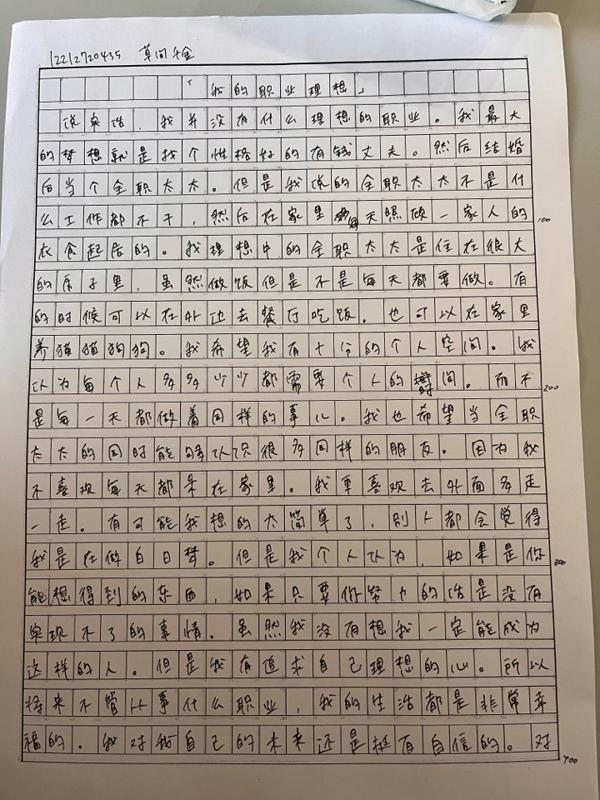 12212720435 草间千金
「我的职业理想」
说实话，我并没有什么理想的职业。我最大
的梦想就是找个性格好的有钱丈夫。然后结婚
后当个全职太太。但是我说的全职太太不是什
么工作都不干，然后在家里每天照做一家人的
100
衣食起居的。我理想中的全职太太是住在很大
的房子里，虽然做饭但是不是每天都要做。有
的时候可以在外边去餐厅吃饭，也可以在家里
养猫猫狗狗。我希望我有十分的个人空间。我
认为每个人多多少少都需要个人的时间。而不
200
是每一天都做着同样的事儿。我也希望当全职
太太的同时能够认识很多同样的朋友。因为我
不喜欢每天都呆在家里。我更喜欢去外面多走
一走。有可能我想的太简单了，别人都会觉得
我是在做白日梦。但是我个人认为，如果是你
300
能想得到的东西，如果只要你努力的话是没有
实现不了的事情。虽然我没有想我一定能成为
这样的人。但是我有追求自己理想的心。所以
将来不管从事什么职业，我的生活都是非常幸
福的。我对我自己的未来还是挺有自信的。对
400